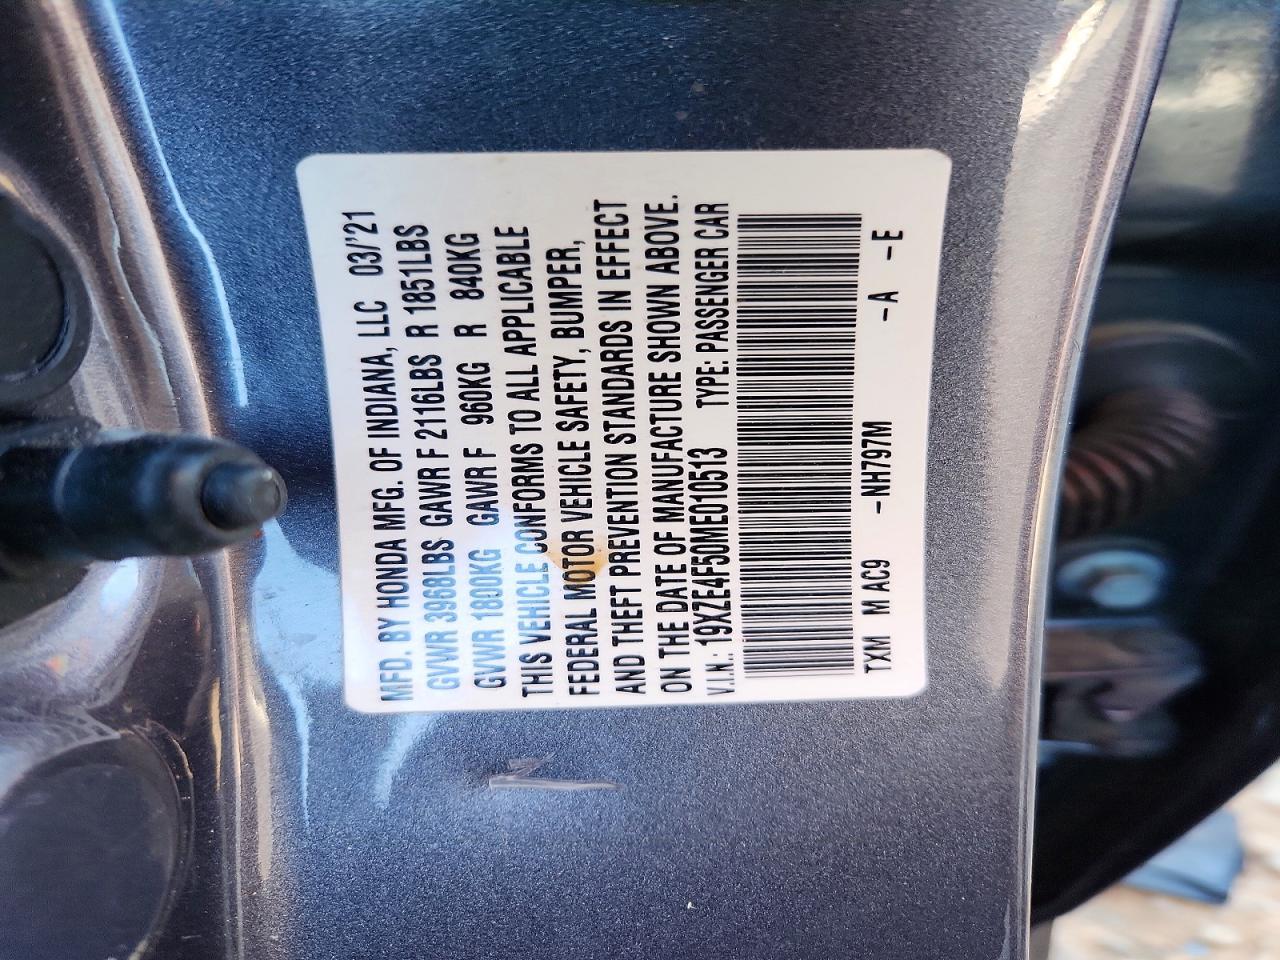 MFD. BY HONDA MFG. OF INDIANA, LLC 03/'21
GVWR 3968LBS GAWR F 2116LBS R 1851LBS
GVWR 1800KG GAWR F 960KG R 840KG
THIS VEHICLE CONFORMS TO ALL APPLICABLE
FEDERAL MOTOR VEHICLE SAFETY, BUMPER,
AND THEFT PREVENTION STANDARDS IN EFFECT
ON THE DATE OF MANUFACTURE SHOWN ABOVE.
V.I.N.: 19XZE4F50ME010513 TYPE: PASSENGER CAR
TXM M AC9 -NH797M -A -E